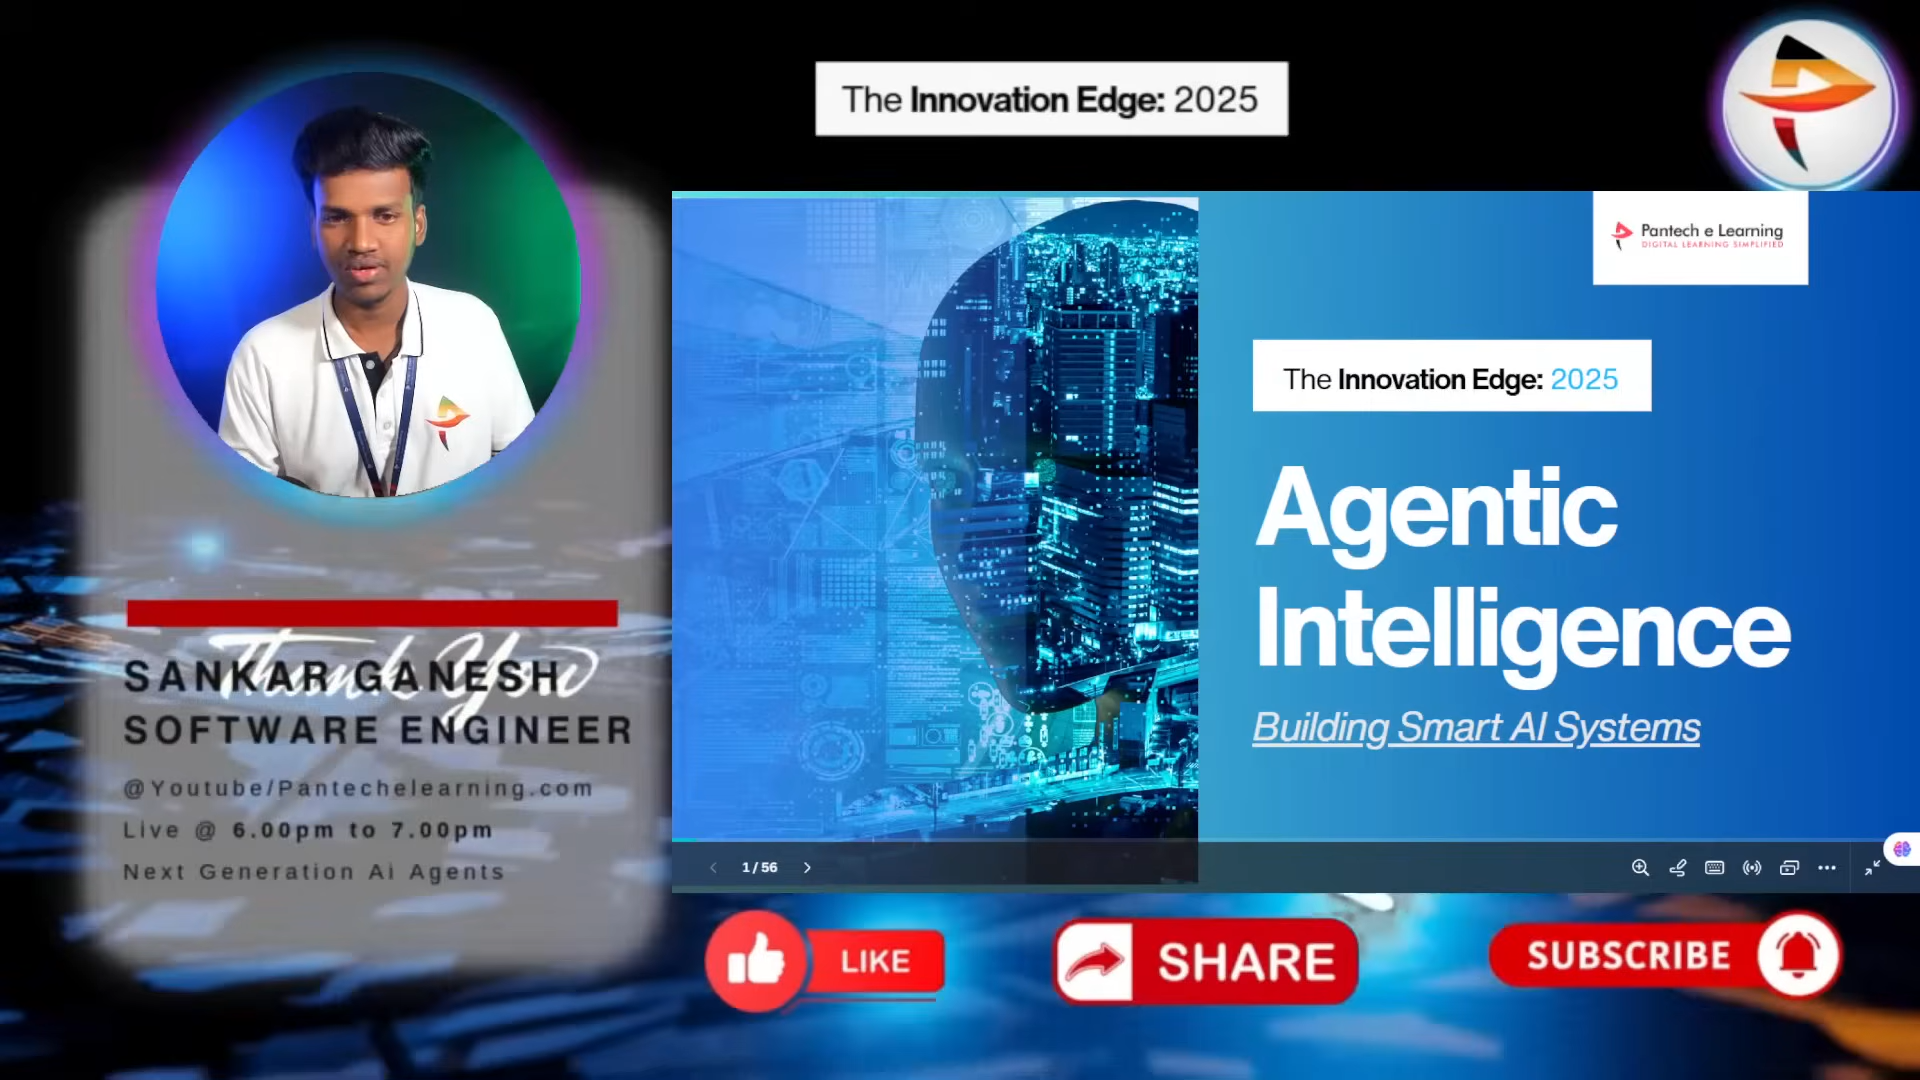 The Innovation Edge: 2025
Pantech e Learning
DIGITAL LEARNING SIMPLIFIED
The Innovation Edge: 2025
Agentic
Intelligence
Building Smart AI Systems
Thank You
SANKAR GANESH
SOFTWARE ENGINEER
@Youtube/Pantechelearning.com
Live @ 6.00pm to 7.00pm
Next Generation Ai Agents
1 / 56
LIKE
SHARE
SUBSCRIBE